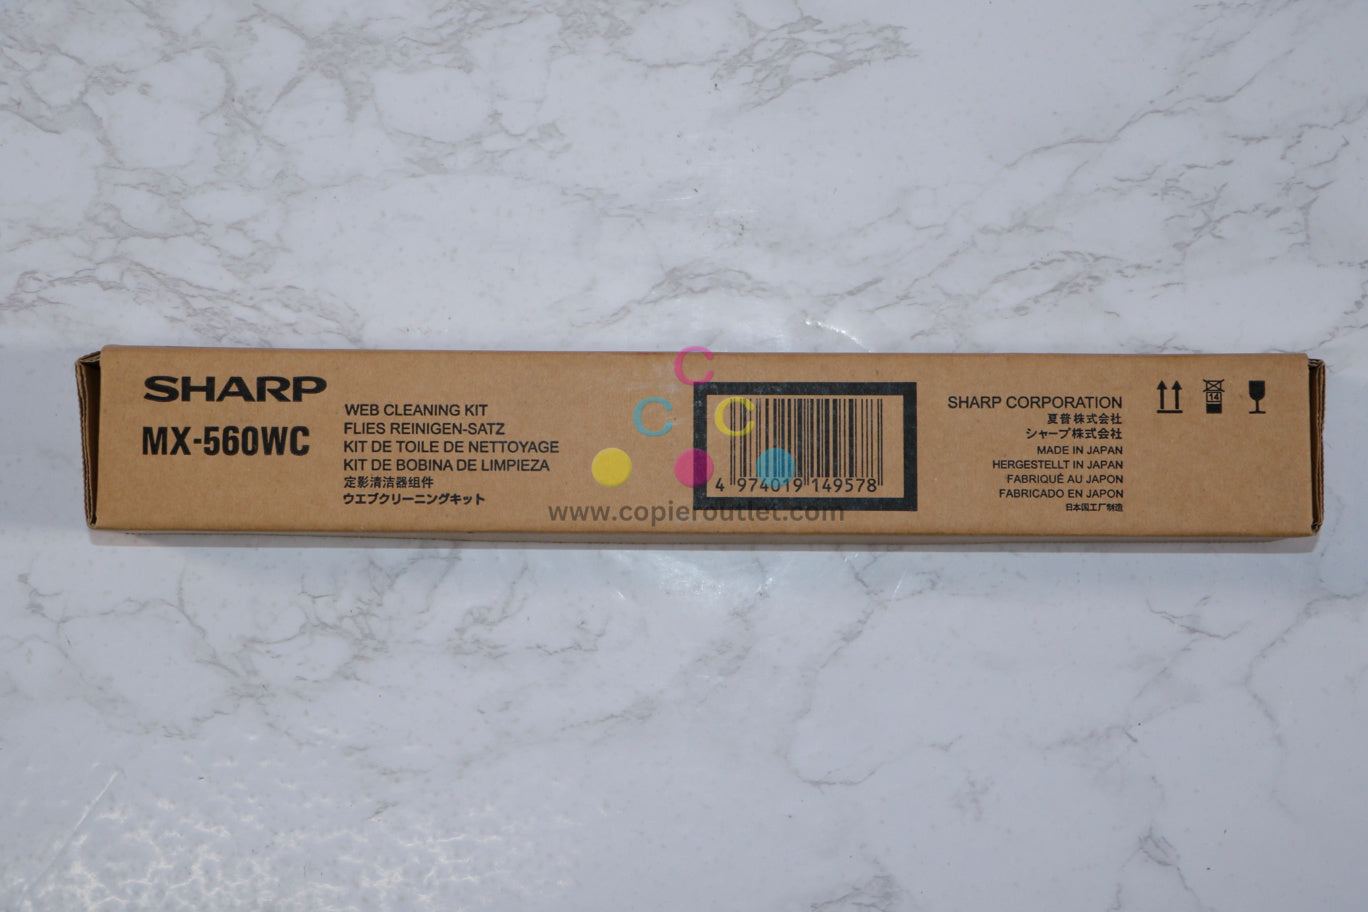 SHARP
MX-560WC
WEB CLEANING KIT
FLIES REINIGEN-SATZ
KIT DE TOILE DE NETTOYAGE
KIT DE BOBINA DE LIMPIEZA
定影清洁器组件
ウエブクリーニングキット
C
C C
4 974019 149578
www.copieroutlet.com
SHARP CORPORATION
夏普株式会社
シャープ株式会社
MADE IN JAPAN
HERGESTELLT IN JAPAN
FABRIQUÉ AU JAPON
FABRICADO EN JAPON
日本国工厂制造
14